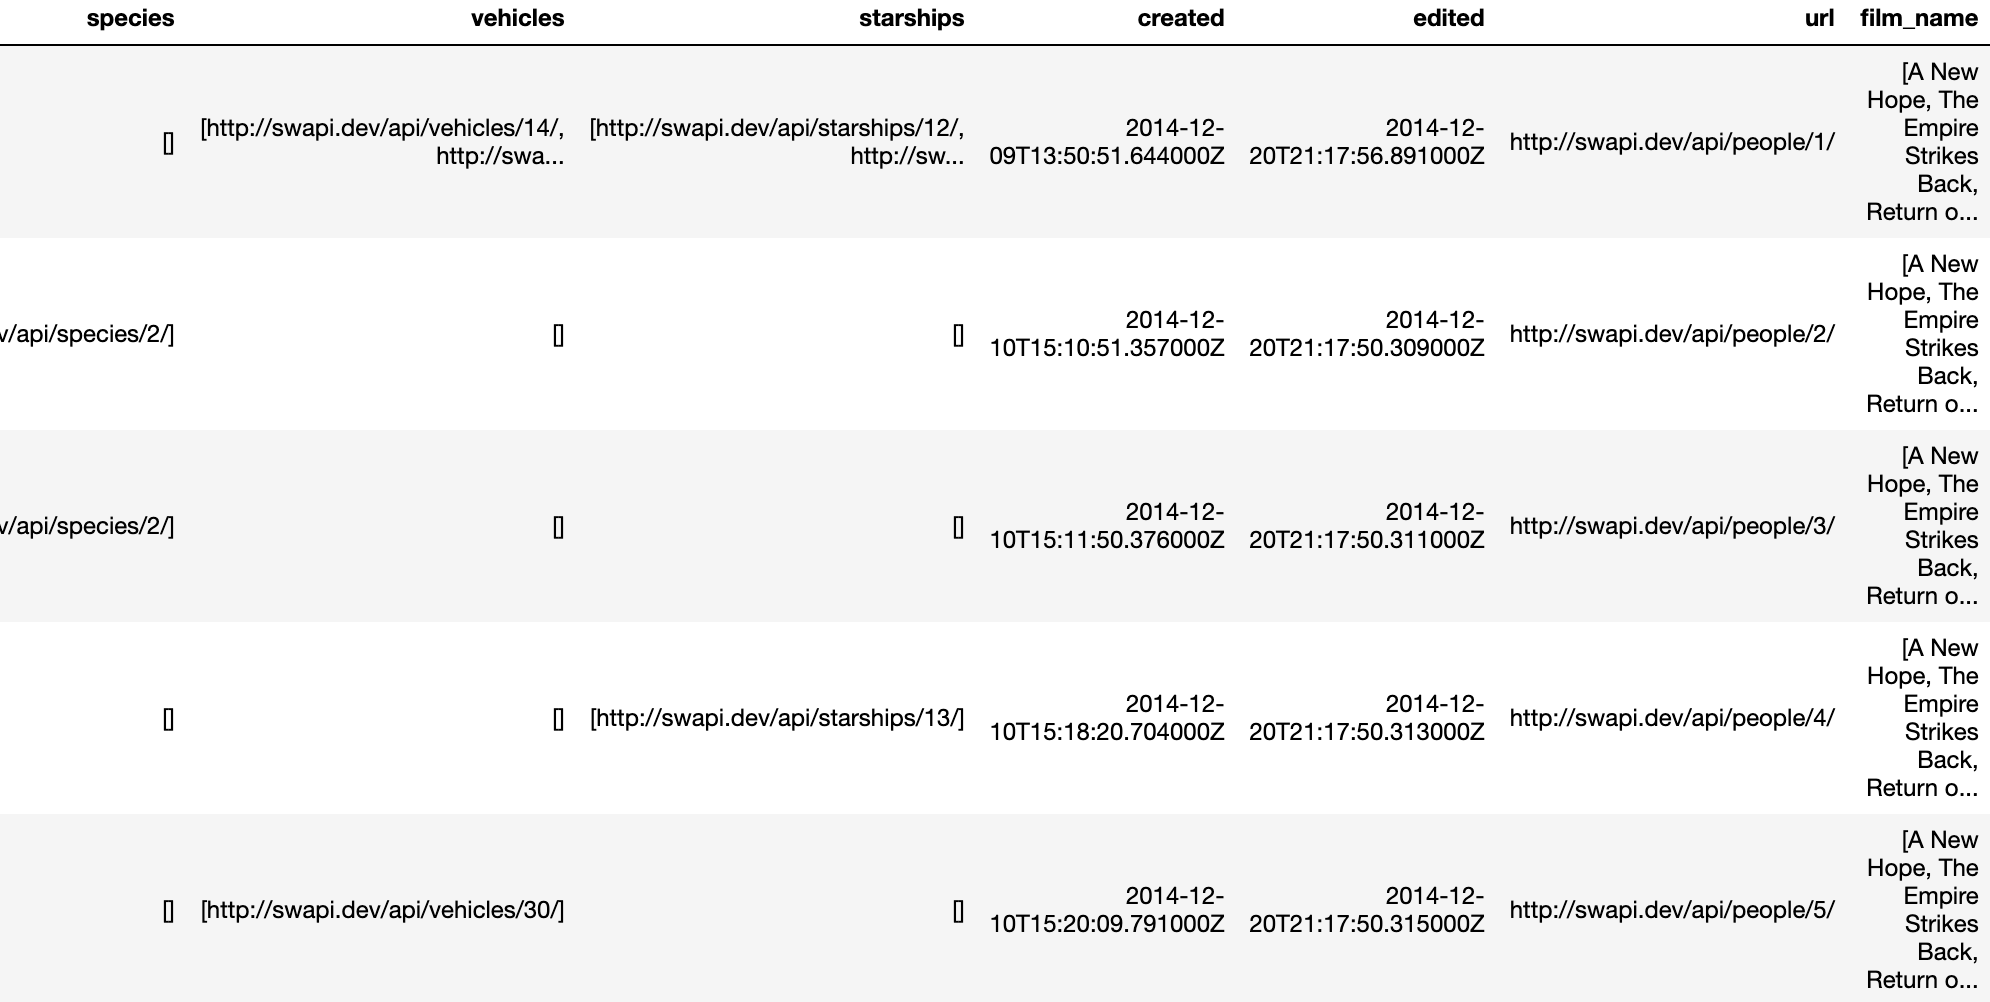 species vehicles starships created edited url film_name
[] [http://swapi.dev/api/vehicles/14/, http://swa... [http://swapi.dev/api/starships/12/, http://sw... 2014-12-09T13:50:51.644000Z 2014-12-20T21:17:56.891000Z http://swapi.dev/api/people/1/ [A New Hope, The Empire Strikes Back, Return o...
v/api/species/2/] [] [] 2014-12-10T15:10:51.357000Z 2014-12-20T21:17:50.309000Z http://swapi.dev/api/people/2/ [A New Hope, The Empire Strikes Back, Return o...
v/api/species/2/] [] [] 2014-12-10T15:11:50.376000Z 2014-12-20T21:17:50.311000Z http://swapi.dev/api/people/3/ [A New Hope, The Empire Strikes Back, Return o...
[] [] [http://swapi.dev/api/starships/13/] 2014-12-10T15:18:20.704000Z 2014-12-20T21:17:50.313000Z http://swapi.dev/api/people/4/ [A New Hope, The Empire Strikes Back, Return o...
[] [http://swapi.dev/api/vehicles/30/] [] 2014-12-10T15:20:09.791000Z 2014-12-20T21:17:50.315000Z http://swapi.dev/api/people/5/ [A New Hope, The Empire Strikes Back, Return o...